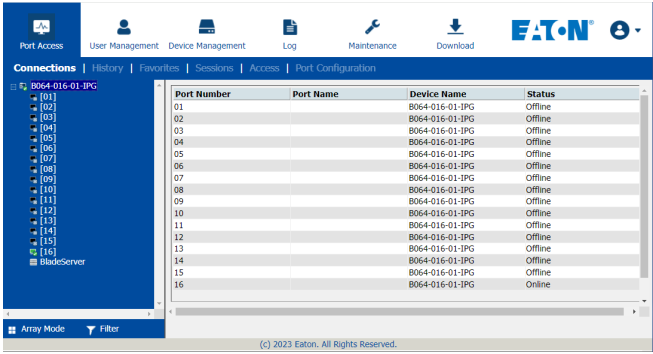 Port Access User Management Device Management Log Maintenance Download EATON®
Connections | History | Favorites | Sessions | Access | Port Configuration
B064-016-01-IPG
[01]
[02]
[03]
[04]
[05]
[06]
[07]
[08]
[09]
[10]
[11]
[12]
[13]
[14]
[15]
[16]
BladeServer
Array Mode Filter
Port Number Port Name Device Name Status
01 B064-016-01-IPG Offline
02 B064-016-01-IPG Offline
03 B064-016-01-IPG Offline
04 B064-016-01-IPG Offline
05 B064-016-01-IPG Offline
06 B064-016-01-IPG Offline
07 B064-016-01-IPG Offline
08 B064-016-01-IPG Offline
09 B064-016-01-IPG Offline
10 B064-016-01-IPG Offline
11 B064-016-01-IPG Offline
12 B064-016-01-IPG Offline
13 B064-016-01-IPG Offline
14 B064-016-01-IPG Offline
15 B064-016-01-IPG Offline
16 B064-016-01-IPG Online
(c) 2023 Eaton. All Rights Reserved.